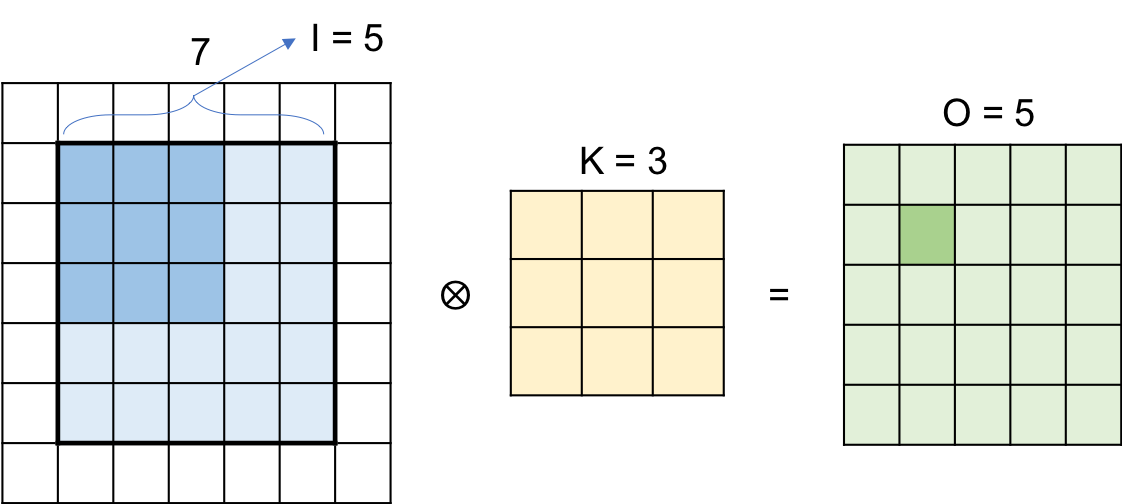 7
I = 5
K = 3
O = 5
⊗
=